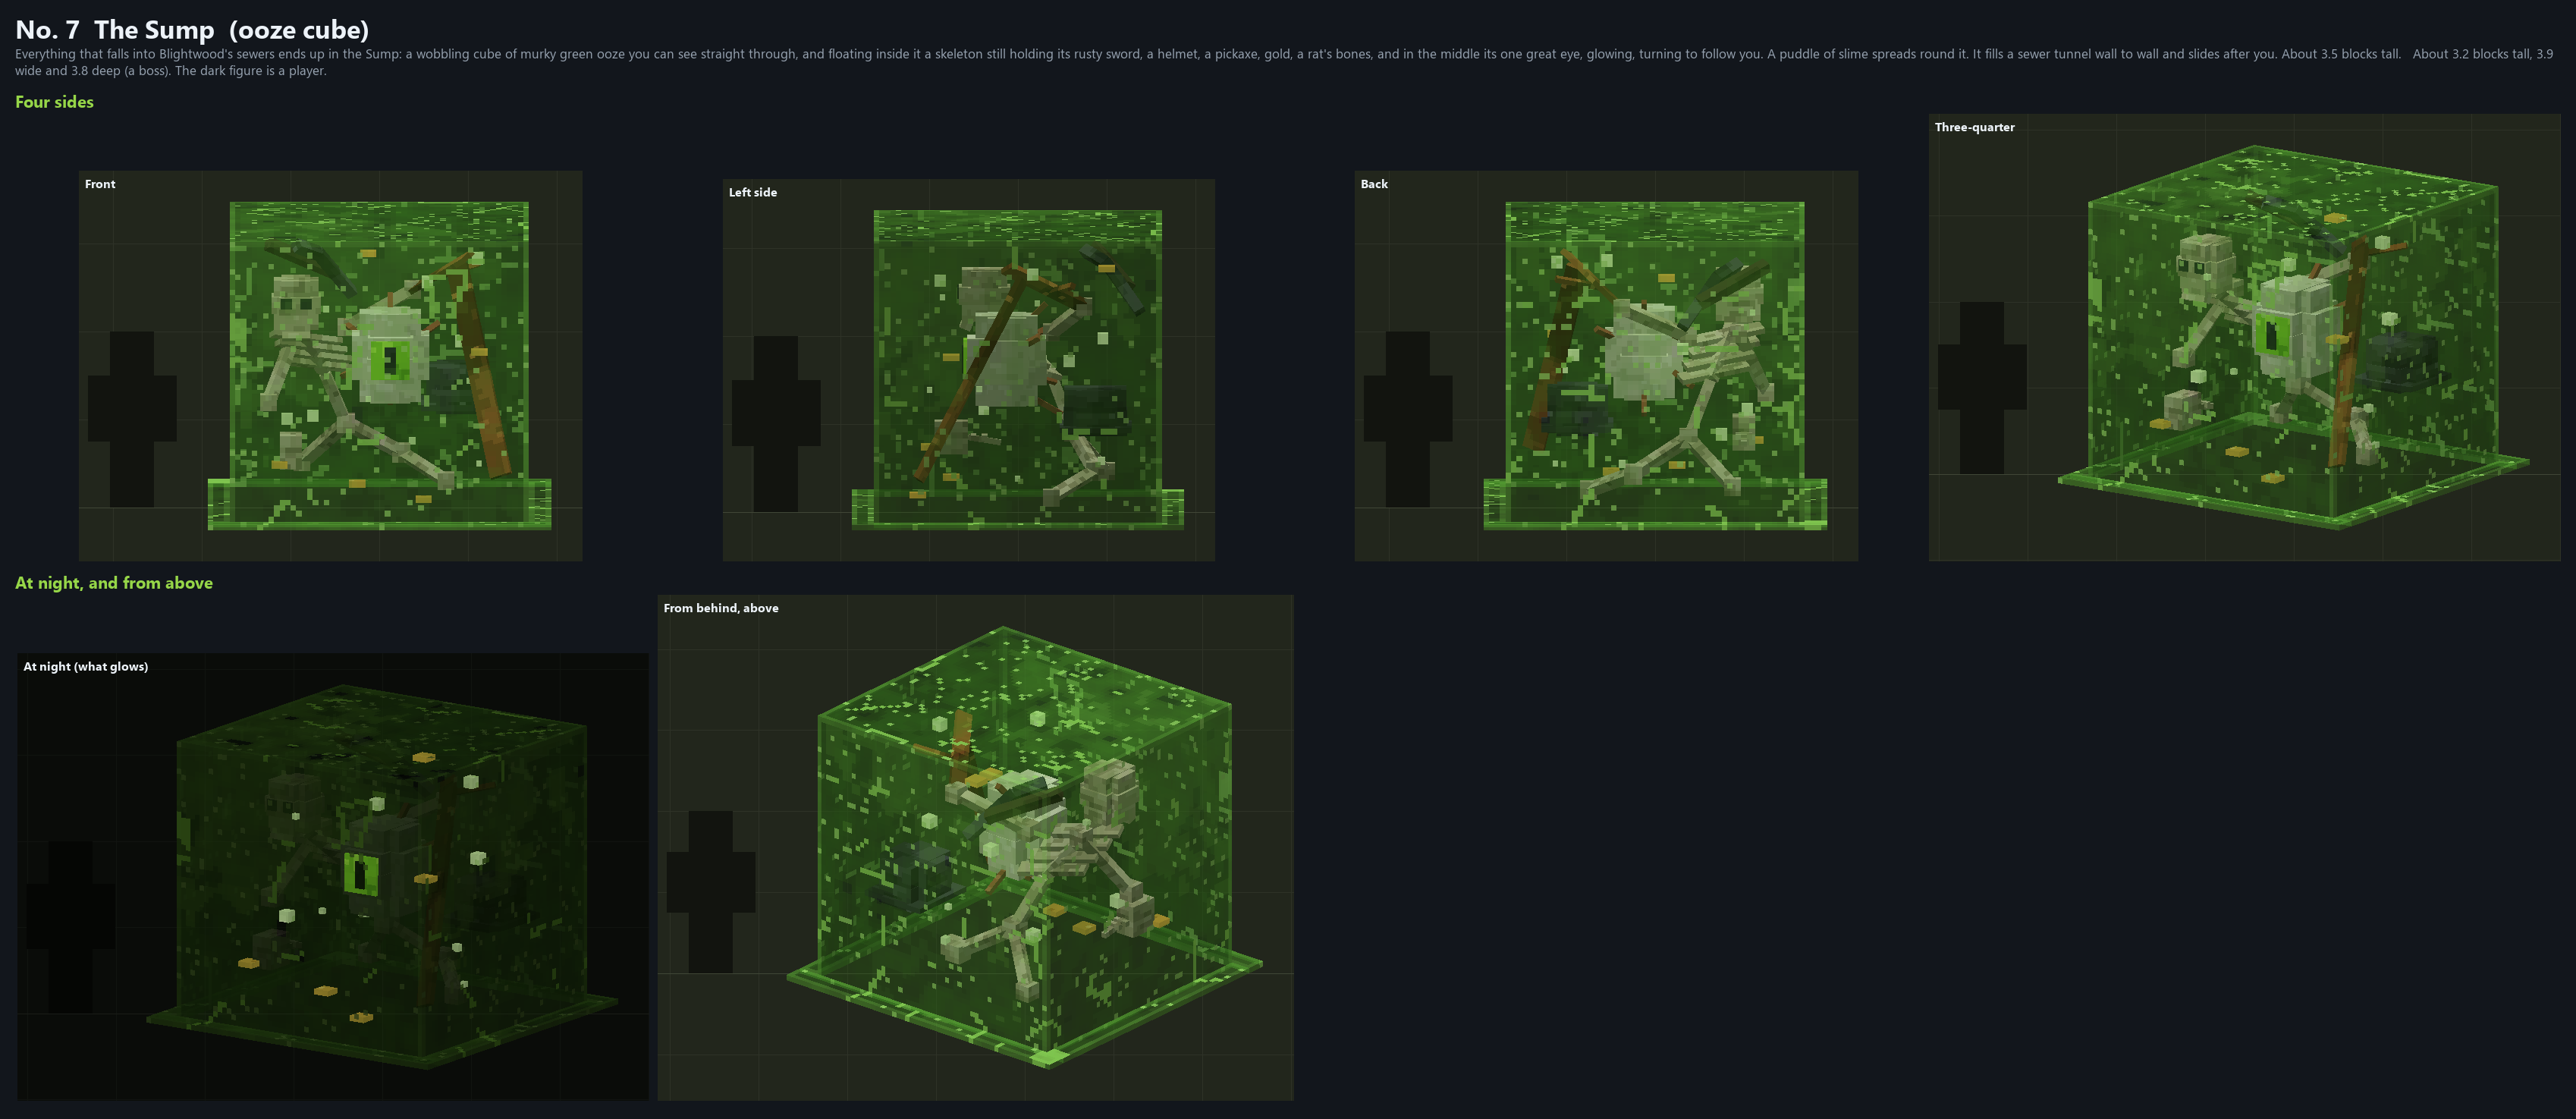 No. 7  The Sump  (ooze cube)
Everything that falls into Blightwood's sewers ends up in the Sump: a wobbling cube of murky green ooze you can see straight through, and floating inside it a skeleton still holding its rusty sword, a helmet, a pickaxe, gold, a rat's bones, and in the middle its one great eye, glowing, turning to follow you. A puddle of slime spreads round it. It fills a sewer tunnel wall to wall and slides after you. About 3.5 blocks tall.   About 3.2 blocks tall, 3.9
wide and 3.8 deep (a boss). The dark figure is a player.
Four sides
Front
Left side
Back
Three-quarter
At night, and from above
At night (what glows)
From behind, above